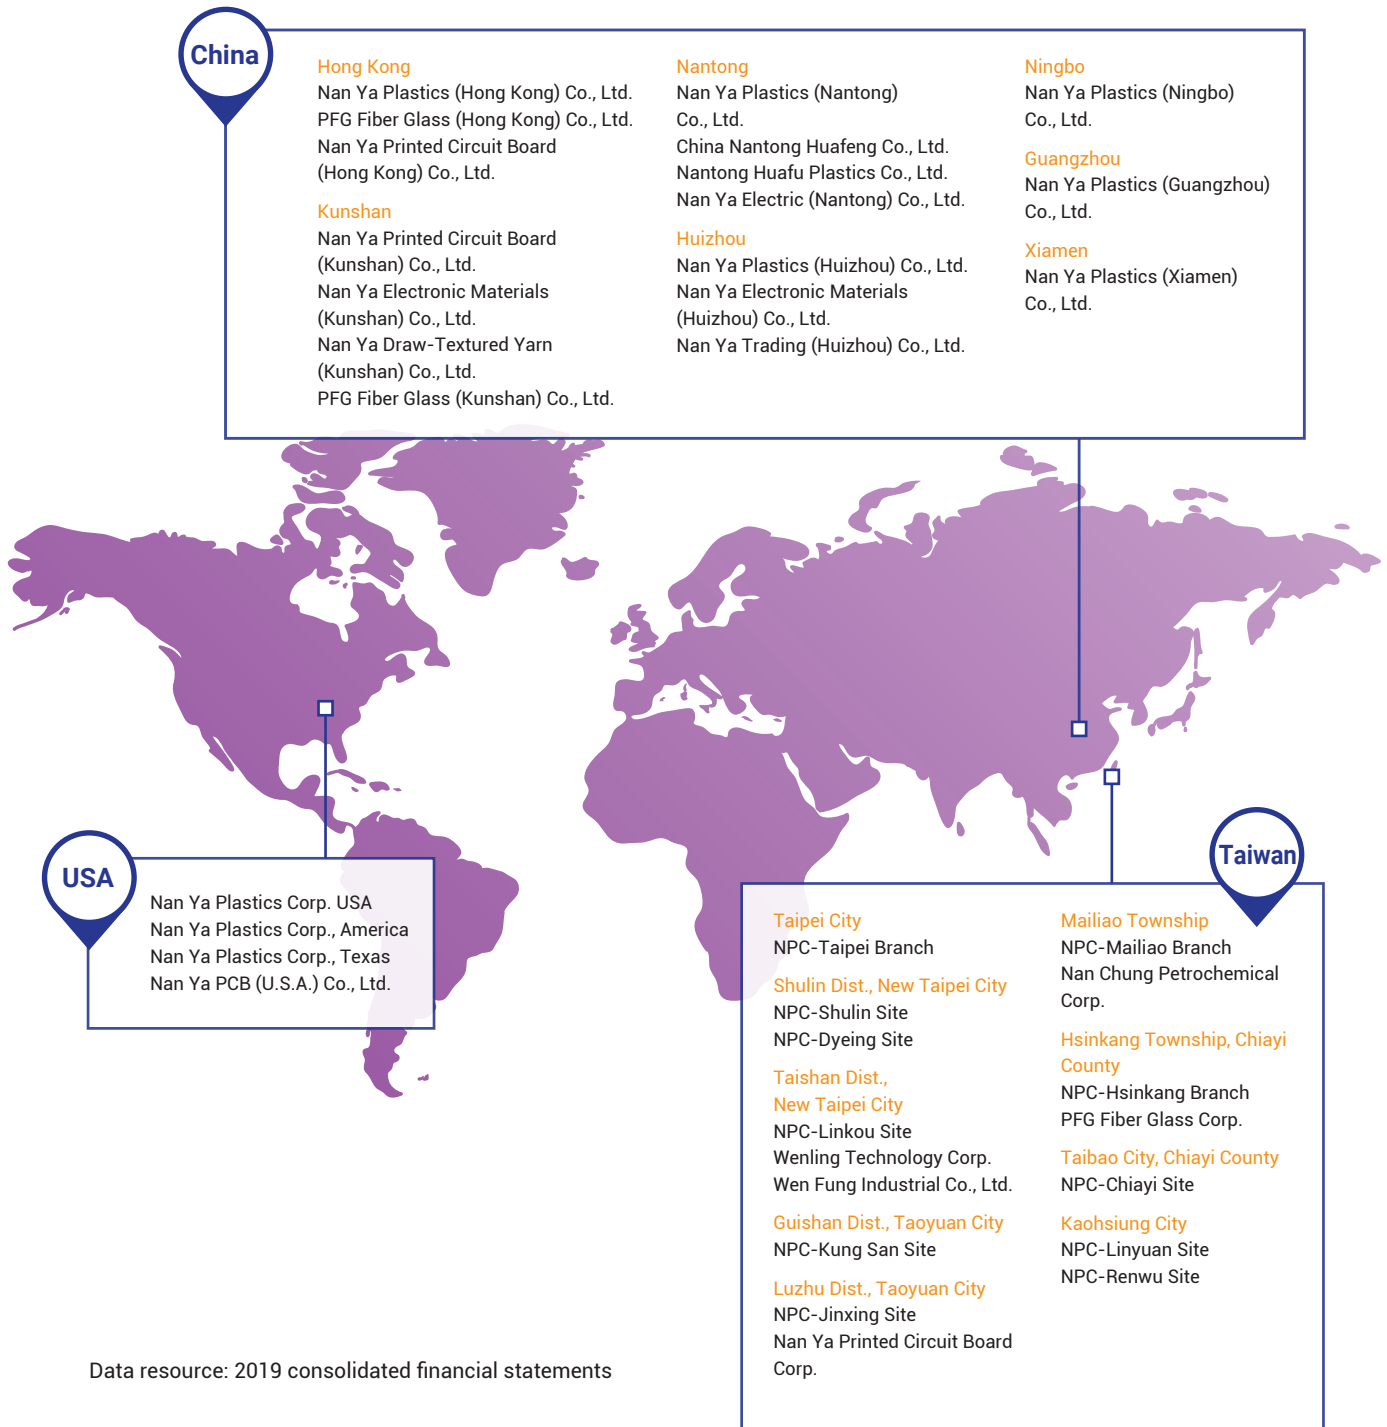 China
Hong Kong
Nan Ya Plastics (Hong Kong) Co., Ltd.
PFG Fiber Glass (Hong Kong) Co., Ltd.
Nan Ya Printed Circuit Board
(Hong Kong) Co., Ltd.
Kunshan
Nan Ya Printed Circuit Board
(Kunshan) Co., Ltd.
Nan Ya Electronic Materials
(Kunshan) Co., Ltd.
Nan Ya Draw-Textured Yarn
(Kunshan) Co., Ltd.
PFG Fiber Glass (Kunshan) Co., Ltd.
Nantong
Nan Ya Plastics (Nantong)
Co., Ltd.
China Nantong Huafeng Co., Ltd.
Nantong Huafu Plastics Co., Ltd.
Nan Ya Electric (Nantong) Co., Ltd.
Huizhou
Nan Ya Plastics (Huizhou) Co., Ltd.
Nan Ya Electronic Materials
(Huizhou) Co., Ltd.
Nan Ya Trading (Huizhou) Co., Ltd.
Ningbo
Nan Ya Plastics (Ningbo)
Co., Ltd.
Guangzhou
Nan Ya Plastics (Guangzhou)
Co., Ltd.
Xiamen
Nan Ya Plastics (Xiamen)
Co., Ltd.
USA
Nan Ya Plastics Corp. USA
Nan Ya Plastics Corp., America
Nan Ya Plastics Corp., Texas
Nan Ya PCB (U.S.A.) Co., Ltd.
Taiwan
Taipei City
NPC-Taipei Branch
Shulin Dist., New Taipei City
NPC-Shulin Site
NPC-Dyeing Site
Taishan Dist.,
New Taipei City
NPC-Linkou Site
Wenling Technology Corp.
Wen Fung Industrial Co., Ltd.
Guishan Dist., Taoyuan City
NPC-Kung San Site
Luzhu Dist., Taoyuan City
NPC-Jinxing Site
Nan Ya Printed Circuit Board
Corp.
Mailiao Township
NPC-Mailiao Branch
Nan Chung Petrochemical
Corp.
Hsinkang Township, Chiayi
County
NPC-Hsinkang Branch
PFG Fiber Glass Corp.
Taibao City, Chiayi County
NPC-Chiayi Site
Kaohsiung City
NPC-Linyuan Site
NPC-Renwu Site
Data resource: 2019 consolidated financial statements